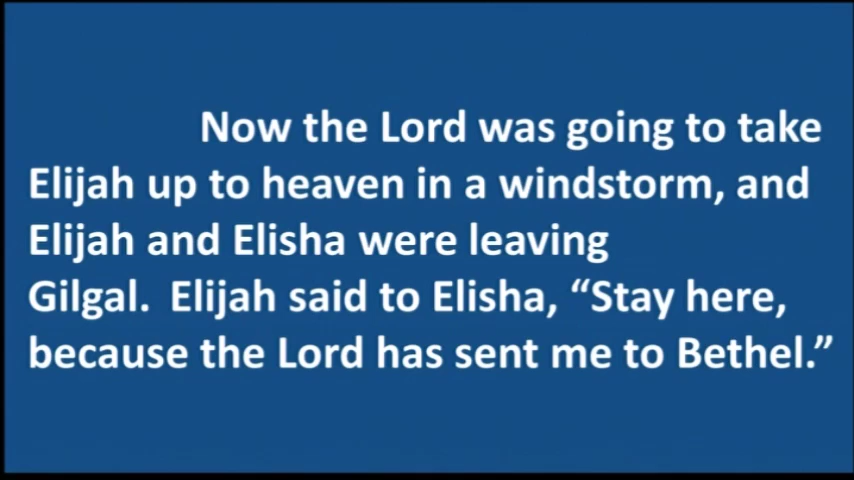 Now the Lord was going to take
Elijah up to heaven in a windstorm, and
Elijah and Elisha were leaving
Gilgal.  Elijah said to Elisha, “Stay here,
because the Lord has sent me to Bethel.”